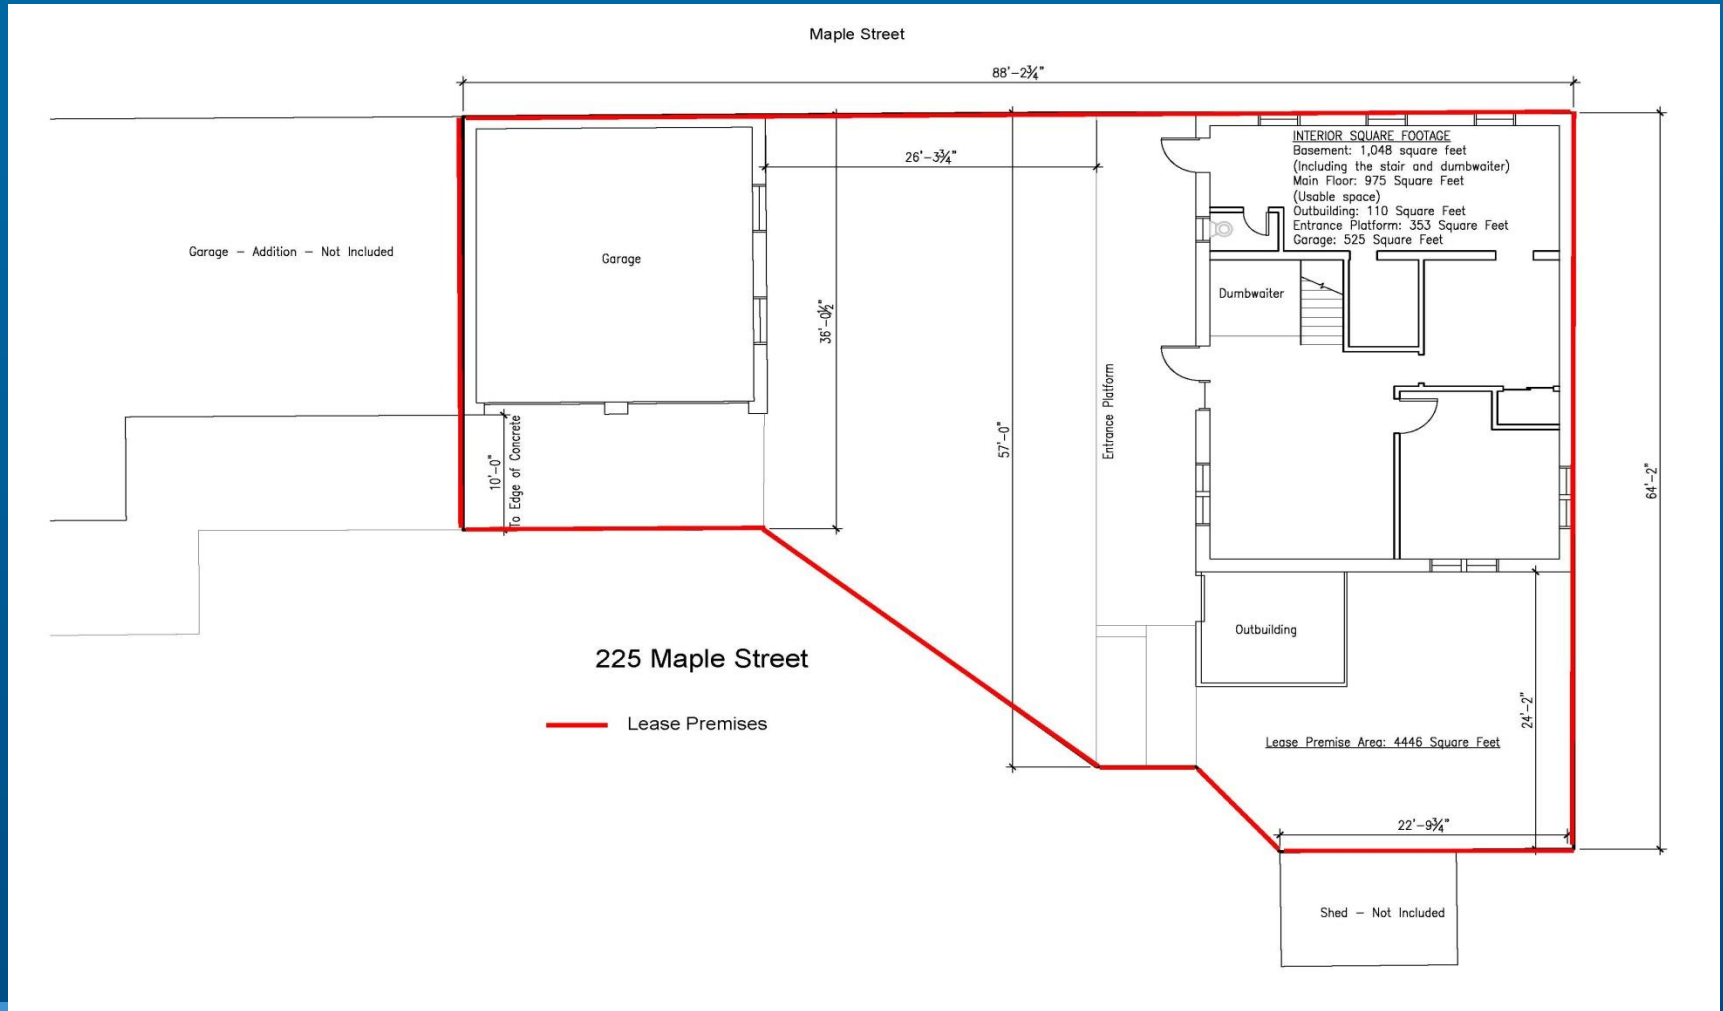 Maple Street
88'-2¾"
26'-3¾"
INTERIOR SQUARE FOOTAGE
Basement: 1,048 square feet
(Including the stair and dumbwaiter)
Main Floor: 975 Square Feet
(Usable space)
Outbuilding: 110 Square Feet
Entrance Platform: 353 Square Feet
Garage: 525 Square Feet
Garage - Addition - Not Included
Garage
Dumbwaiter
36'-0½"
Entrance Platform
57'-0"
10'-0"
To Edge of Concrete
64'-2"
Outbuilding
225 Maple Street
Lease Premises
24'-2"
Lease Premise Area: 4446 Square Feet
22'-9¾"
Shed - Not Included